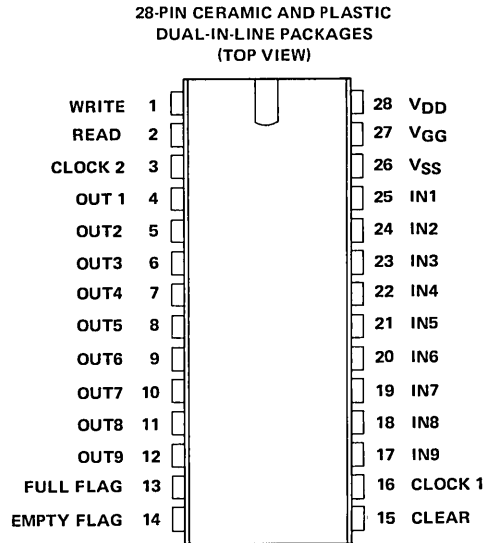 28-PIN CERAMIC AND PLASTIC
DUAL-IN-LINE PACKAGES
(TOP VIEW)
WRITE 1 28 VDD
READ 2 27 VGG
CLOCK 2 3 26 VSS
OUT 1 4 25 IN1
OUT2 5 24 IN2
OUT3 6 23 IN3
OUT4 7 22 IN4
OUT5 8 21 IN5
OUT6 9 20 IN6
OUT7 10 19 IN7
OUT8 11 18 IN8
OUT9 12 17 IN9
FULL FLAG 13 16 CLOCK 1
EMPTY FLAG 14 15 CLEAR